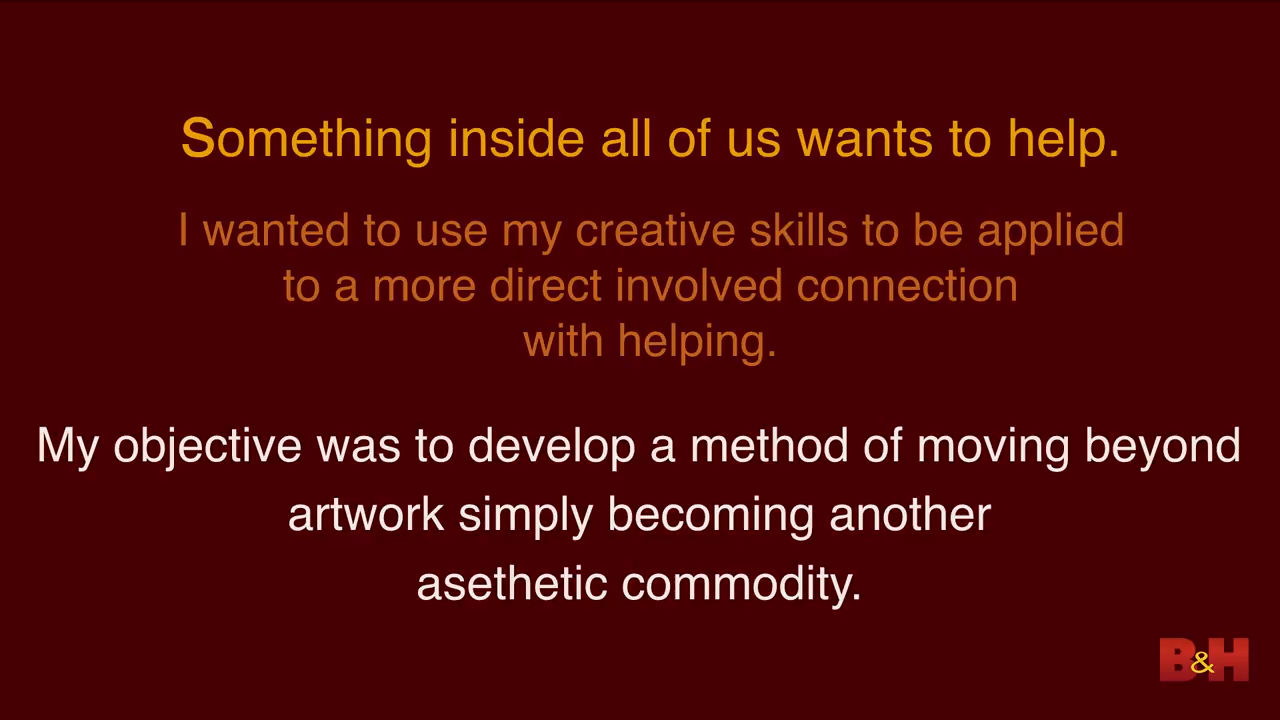 Something inside all of us wants to help.
I wanted to use my creative skills to be applied
to a more direct involved connection
with helping.
My objective was to develop a method of moving beyond
artwork simply becoming another
asethetic commodity.
B&H